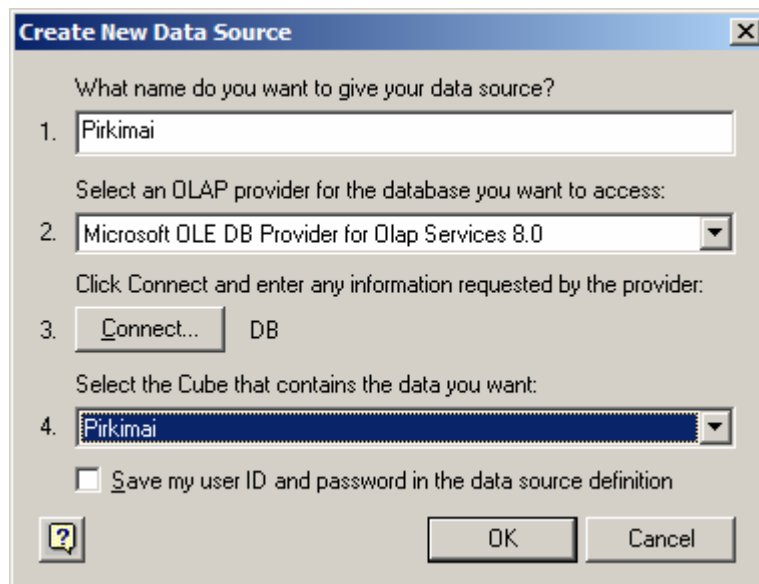 Create New Data Source
What name do you want to give your data source?
1. Pirkimai
Select an OLAP provider for the database you want to access:
2. Microsoft OLE DB Provider for Olap Services 8.0
Click Connect and enter any information requested by the provider:
3. Connect... DB
Select the Cube that contains the data you want:
4. Pirkimai
Save my user ID and password in the data source definition
? OK Cancel